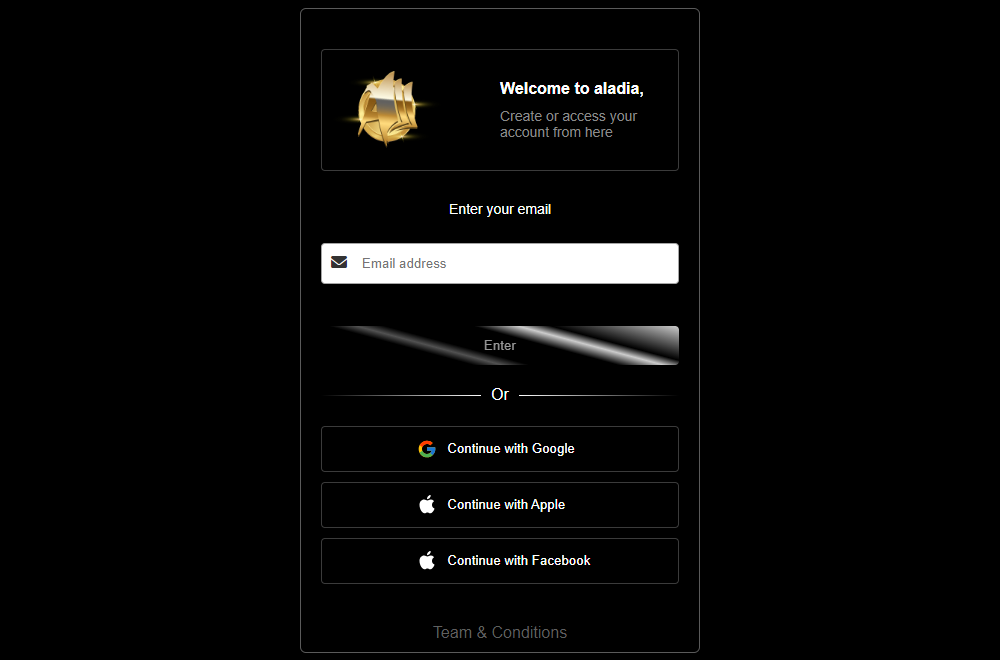 Welcome to aladia,
Create or access your
account from here
Enter your email
Email address
Enter
Or
Continue with Google
Continue with Apple
Continue with Facebook
Team & Conditions